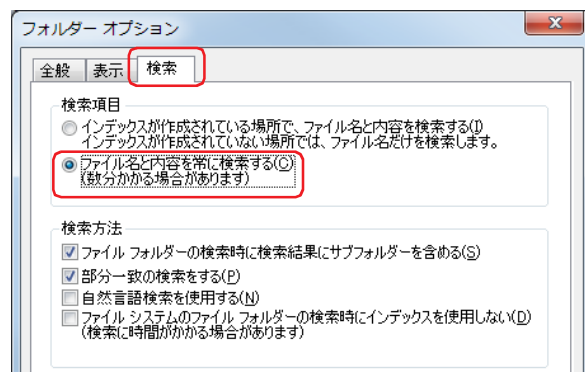 フォルダー オプション
全般 表示 検索
検索項目
インデックスが作成されている場所で、ファイル名と内容を検索する(I)
インデックスが作成されていない場所では、ファイル名だけを検索します。
ファイル名と内容を常に検索する(C)
(数分かかる場合があります)
検索方法
ファイル フォルダーの検索時に検索結果にサブフォルダーを含める(S)
部分一致の検索をする(P)
自然言語検索を使用する(N)
ファイル システムのファイル フォルダーの検索時にインデックスを使用しない(D)
(検索に時間がかかる場合があります)